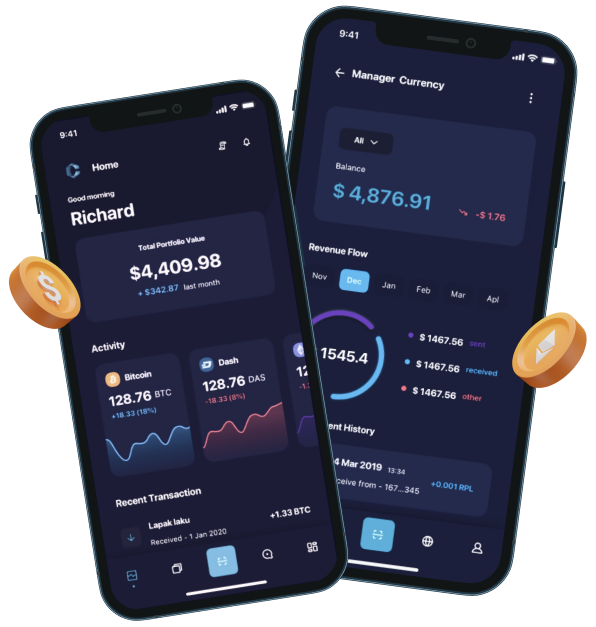 9:41
Home
Good morning
Richard
Total Portfolio Value
$4,409.98
+ $342.87 last month
Activity
Bitcoin
128.76 BTC
+18.33 (18%)
Dash
128.76 DAS
-18.33 (8%)
Recent Transaction
Lapak laku
Received - 1 Jan 2020
+1.33 BTC
9:41
Manager Currency
All
Balance
$ 4,876.91
-$ 1.76
Revenue Flow
Nov Dec Jan Feb Mar Apl
1545.4
$ 1467.56 sent
$ 1467.56 received
$ 1467.56 other
History
4 Mar 2019 13:34
from - 167...345
+0.001 RPL